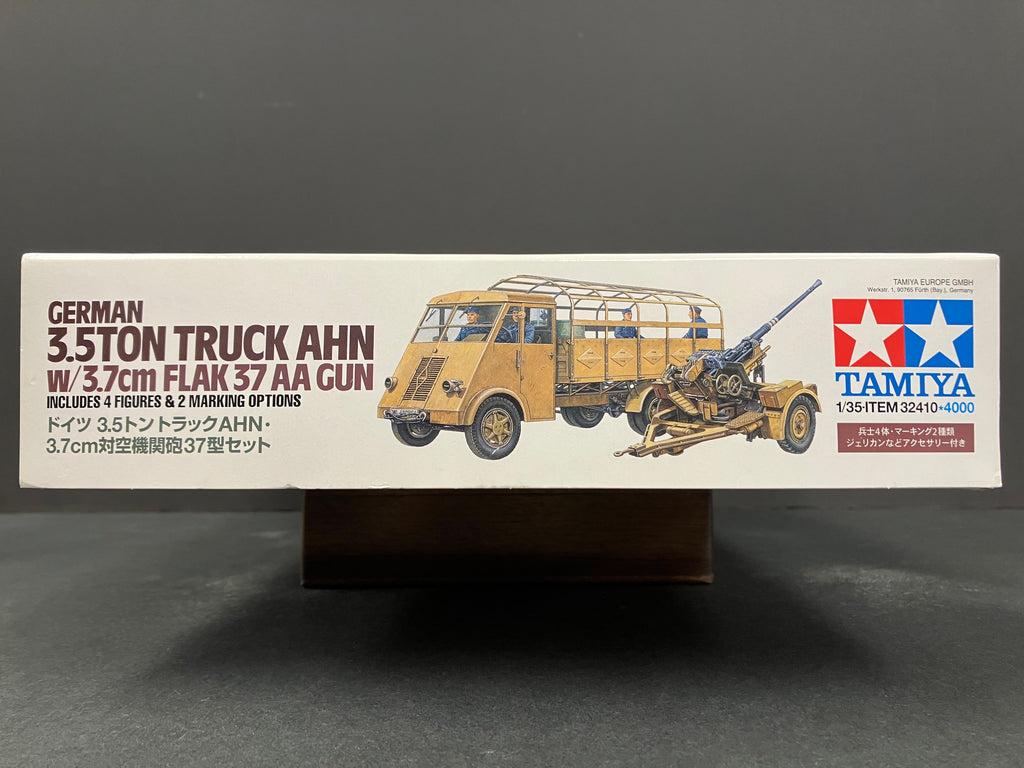 GERMAN
3.5TON TRUCK AHN
W/3.7cm FLAK 37 AA GUN
INCLUDES 4 FIGURES & 2 MARKING OPTIONS
ドイツ 3.5トントラックAHN・
3.7cm対空機関砲37型セット
TAMIYA EUROPE GMBH
Werkstr. 1, 90765 Fürth (Bay.), Germany
TAMIYA
1/35•ITEM 32410★4000
兵士4体・マーキング2種類
ジェリカンなどアクセサリー付き